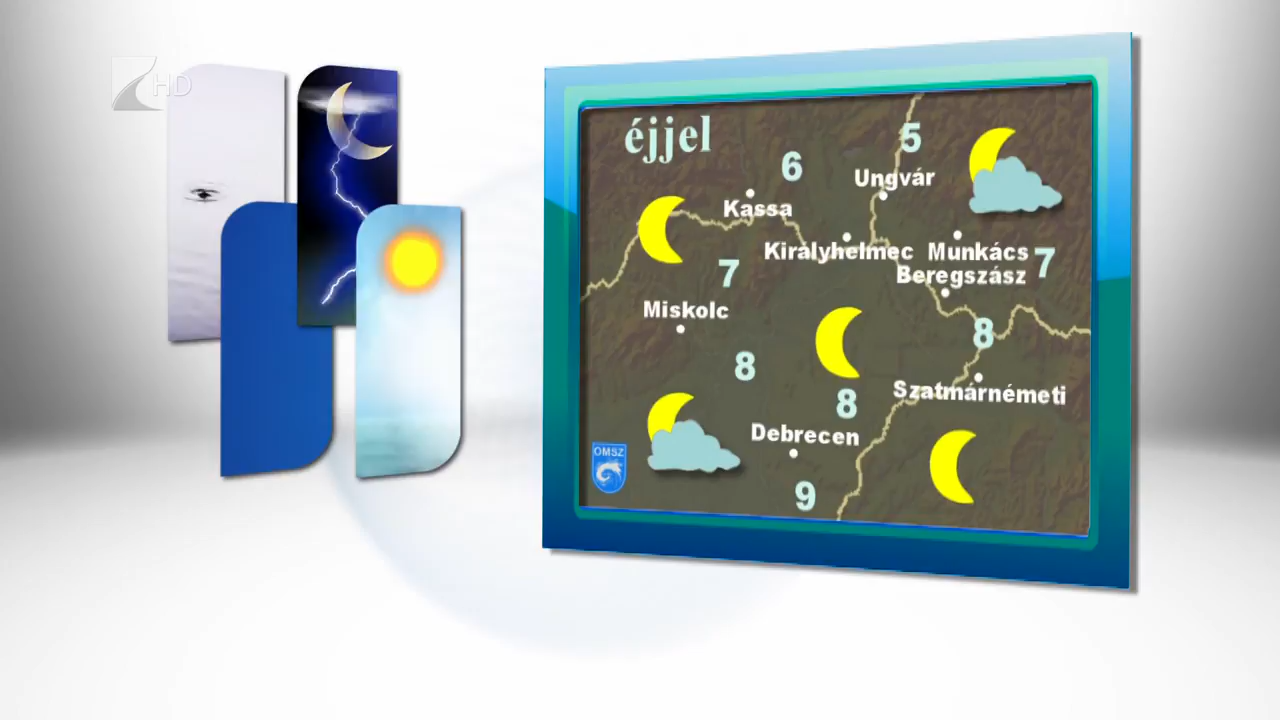 HD
éjjel
5
6
Ungvár
Kassa
Királyhelmec
Munkács
7
Beregszász
7
Miskolc
8
8
Szatmárnémeti
8
Debrecen
OMSZ
9